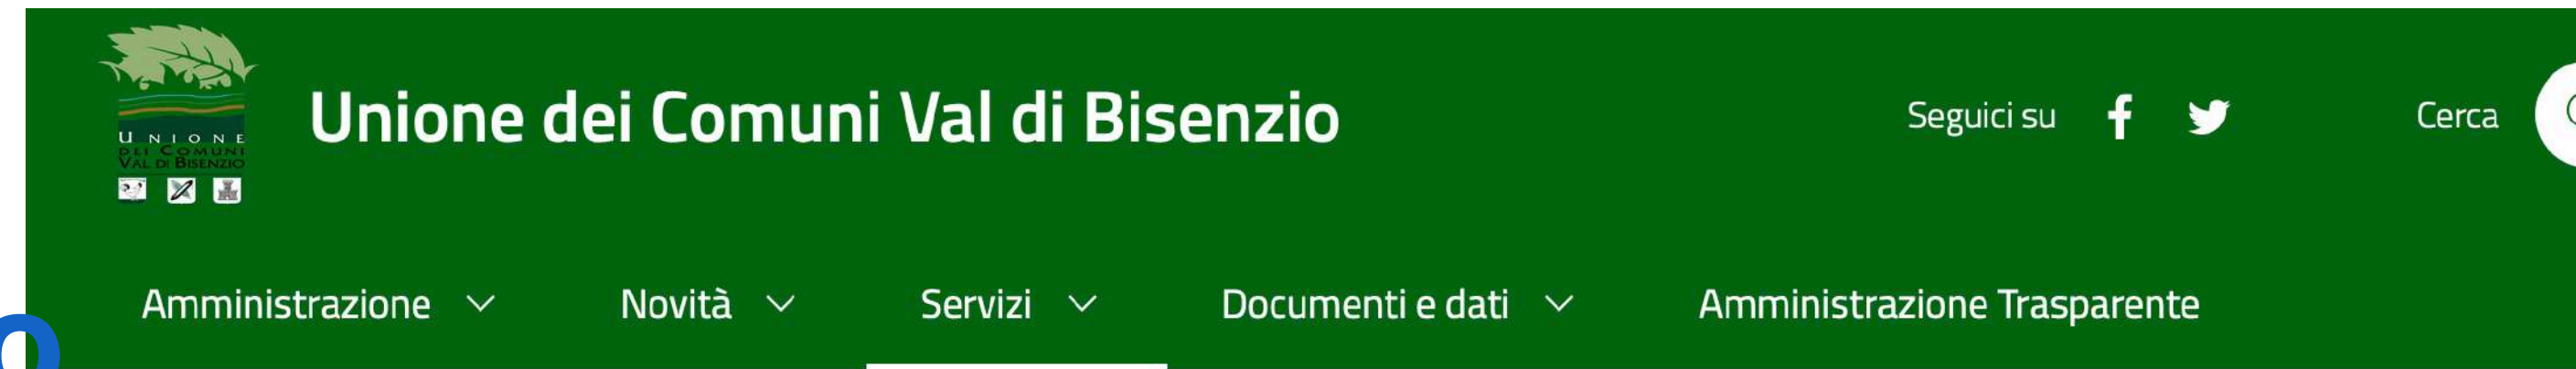 Unione dei Comuni Val di Bisenzio
Seguici su
Cerca
UNIONE
DEI COMUNI
VAL DI BISENZIO
Amministrazione
Novità
Servizi
Documenti e dati
Amministrazione Trasparente